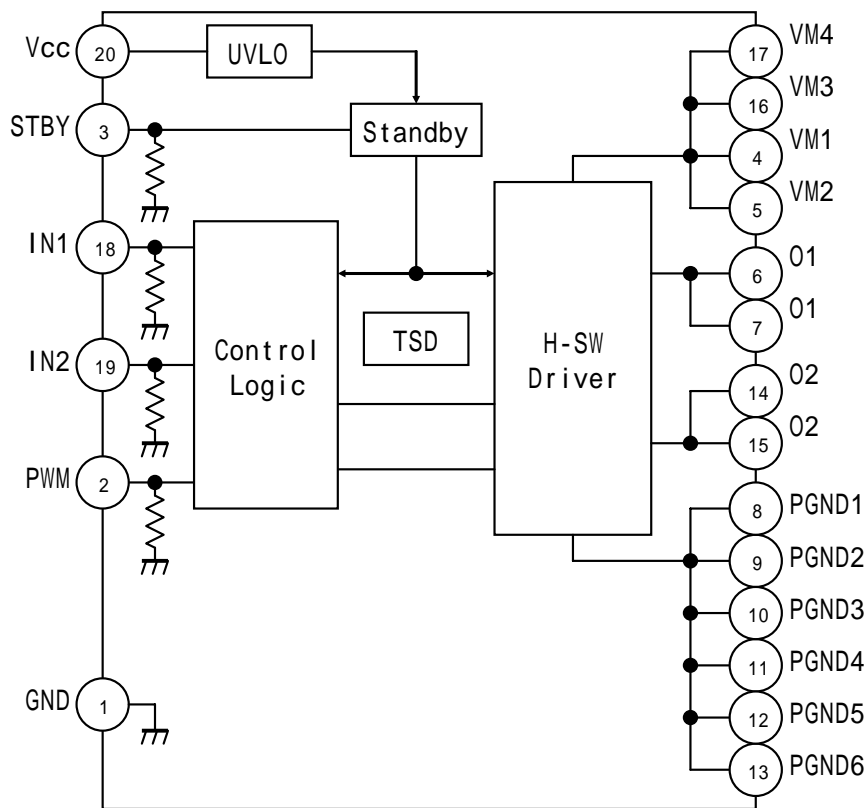 Vcc
20
UVLO
17
VM4
STBY
3
Standby
16
VM3
4
VM1
5
VM2
IN1
18
6
O1
7
O1
IN2
19
Control
Logic
TSD
H-SW
Driver
14
O2
15
O2
PWM
2
8
PGND1
9
PGND2
10
PGND3
11
PGND4
GND
1
12
PGND5
13
PGND6